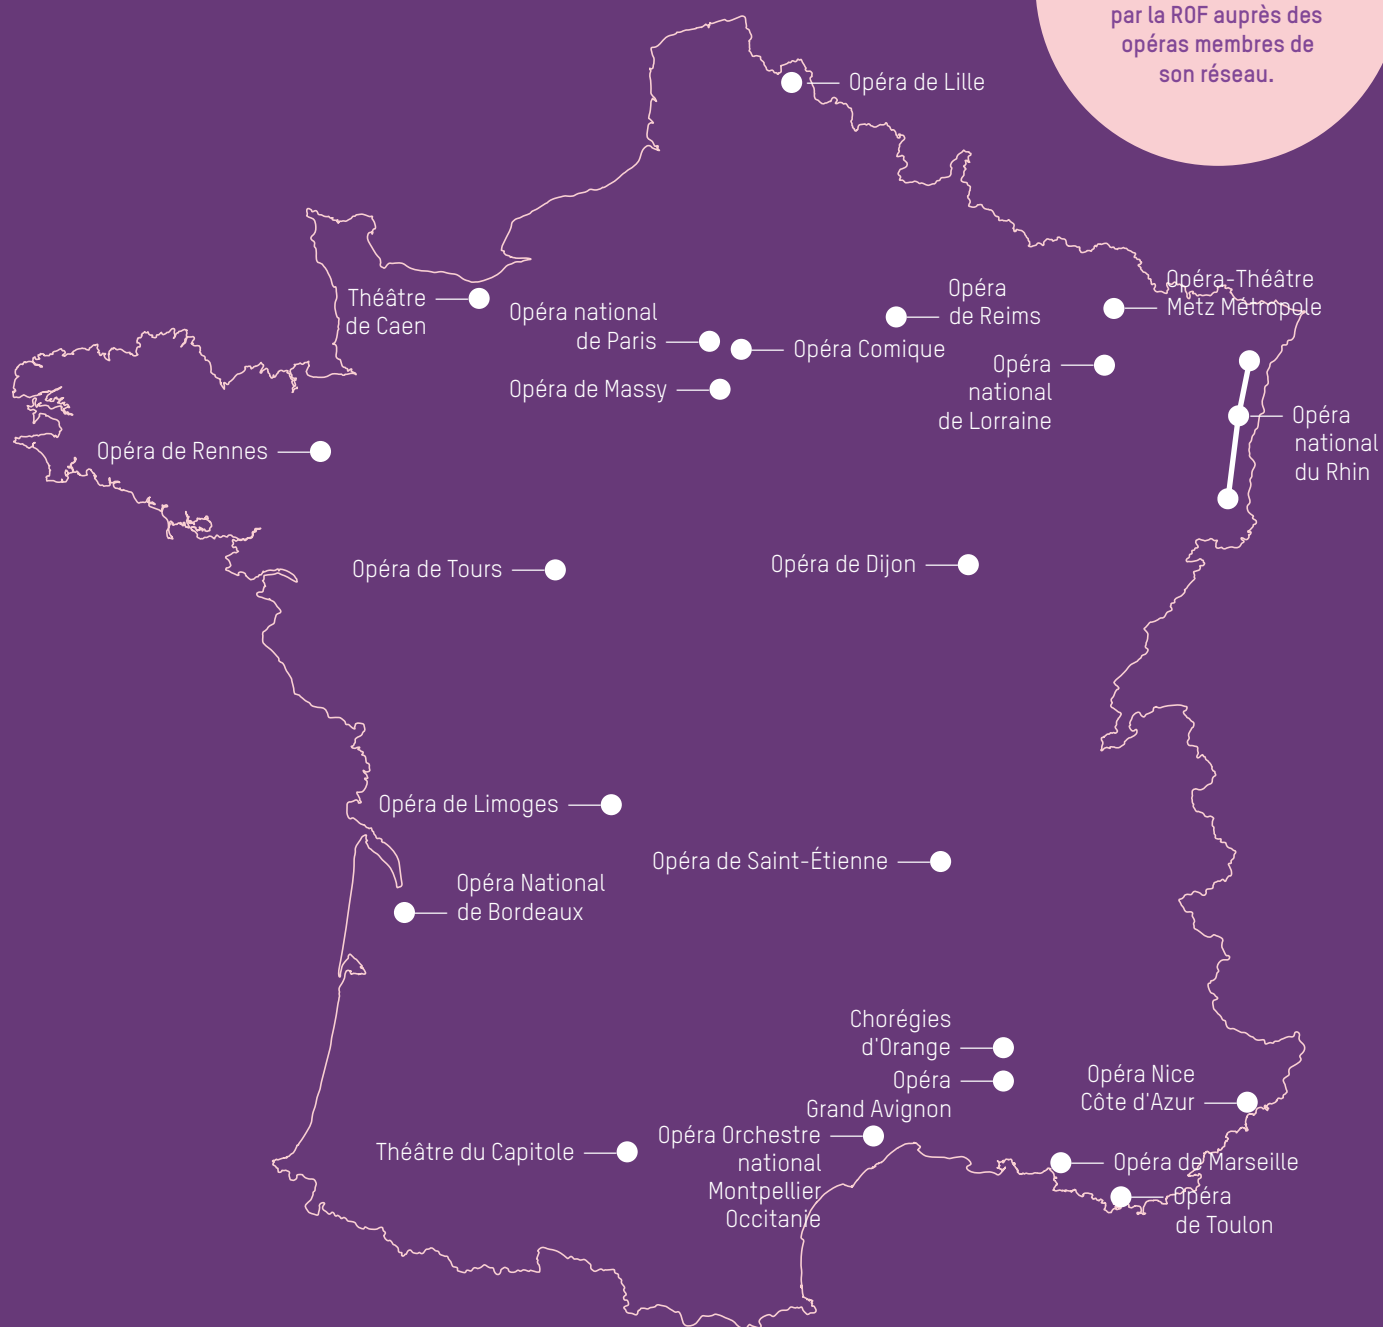 par la ROF auprès des
opéras membres de
son réseau.
Opéra de Lille
Théâtre
de Caen
Opéra national
de Paris
Opéra Comique
Opéra de Massy
Opéra
de Reims
Opéra-Théâtre
Metz Métropole
Opéra
national
de Lorraine
Opéra
national
du Rhin
Opéra de Rennes
Opéra de Tours
Opéra de Dijon
Opéra de Limoges
Opéra de Saint-Étienne
Opéra National
de Bordeaux
Chorégies
d'Orange
Opéra
Grand Avignon
Opéra Nice
Côte d'Azur
Théâtre du Capitole
Opéra Orchestre
national
Montpellier
Occitanie
Opéra de Marseille
Opéra
de Toulon